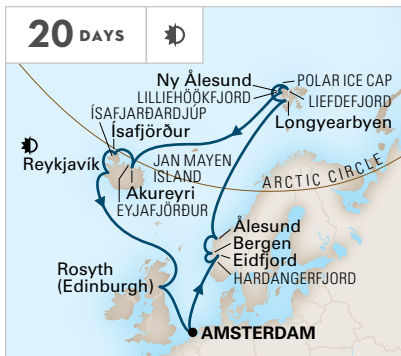 20 DAYS
Ny Ålesund
POLAR ICE CAP
LILLIEHÖÖKFJORD
LIEFDEFJORD
ÍSAFJARÐARDJÚP
Longyearbyen
Ísafjörður
Reykjavík
JAN MAYEN
ISLAND
ARCTIC CIRCLE
Akureyri
EYJAFJÖRÐUR
Ålesund
Bergen
Eidfjord
HARDANGERFJORD
Rosyth
(Edinburgh)
AMSTERDAM